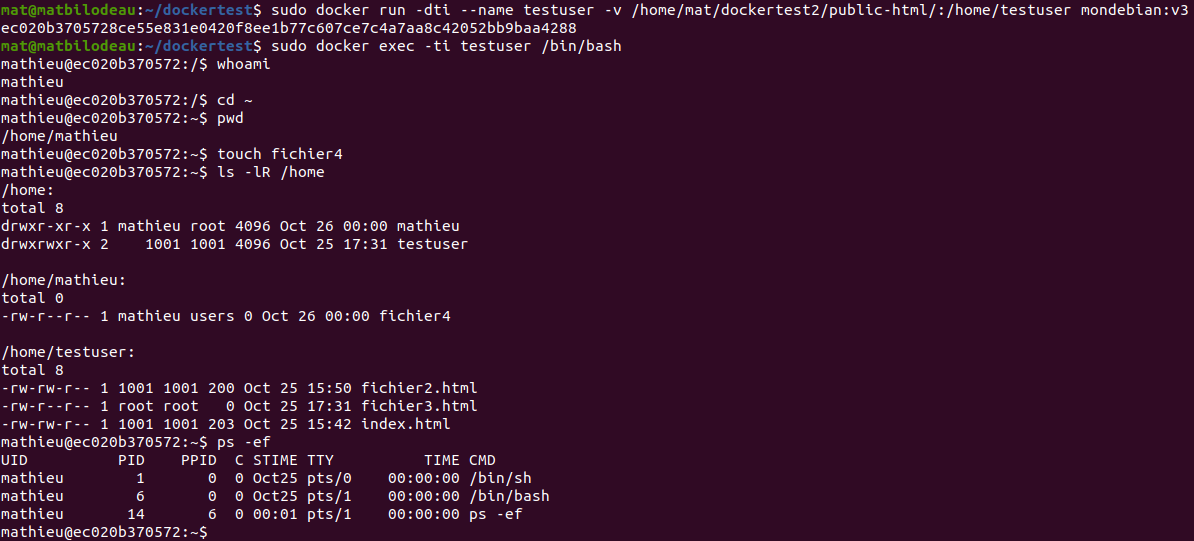 mat@matbilodeau:~/dockertest$ sudo docker run -dti --name testuser -v /home/mat/dockertest2/public-html/:/home/testuser mondebian:v3
ec020b3705728ce55e831e0420f8ee1b77c607ce7c4a7aa8c42052bb9baa4288
mat@matbilodeau:~/dockertest$ sudo docker exec -ti testuser /bin/bash
mathieu@ec020b370572:/$ whoami
mathieu
mathieu@ec020b370572:/$ cd ~
mathieu@ec020b370572:~$ pwd
/home/mathieu
mathieu@ec020b370572:~$ touch fichier4
mathieu@ec020b370572:~$ ls -lR /home
/home:
total 8
drwxr-xr-x 1 mathieu root 4096 Oct 26 00:00 mathieu
drwxrwxr-x 2    1001 1001 4096 Oct 25 17:31 testuser

/home/mathieu:
total 0
-rw-r--r-- 1 mathieu users 0 Oct 26 00:00 fichier4

/home/testuser:
total 8
-rw-rw-r-- 1 1001 1001 200 Oct 25 15:50 fichier2.html
-rw-r--r-- 1 root root   0 Oct 25 17:31 fichier3.html
-rw-rw-r-- 1 1001 1001 203 Oct 25 15:42 index.html
mathieu@ec020b370572:~$ ps -ef
UID          PID    PPID  C STIME TTY          TIME CMD
mathieu        1       0  0 Oct25 pts/0    00:00:00 /bin/sh
mathieu        6       0  0 Oct25 pts/1    00:00:00 /bin/bash
mathieu       14       6  0 00:01 pts/1    00:00:00 ps -ef
mathieu@ec020b370572:~$